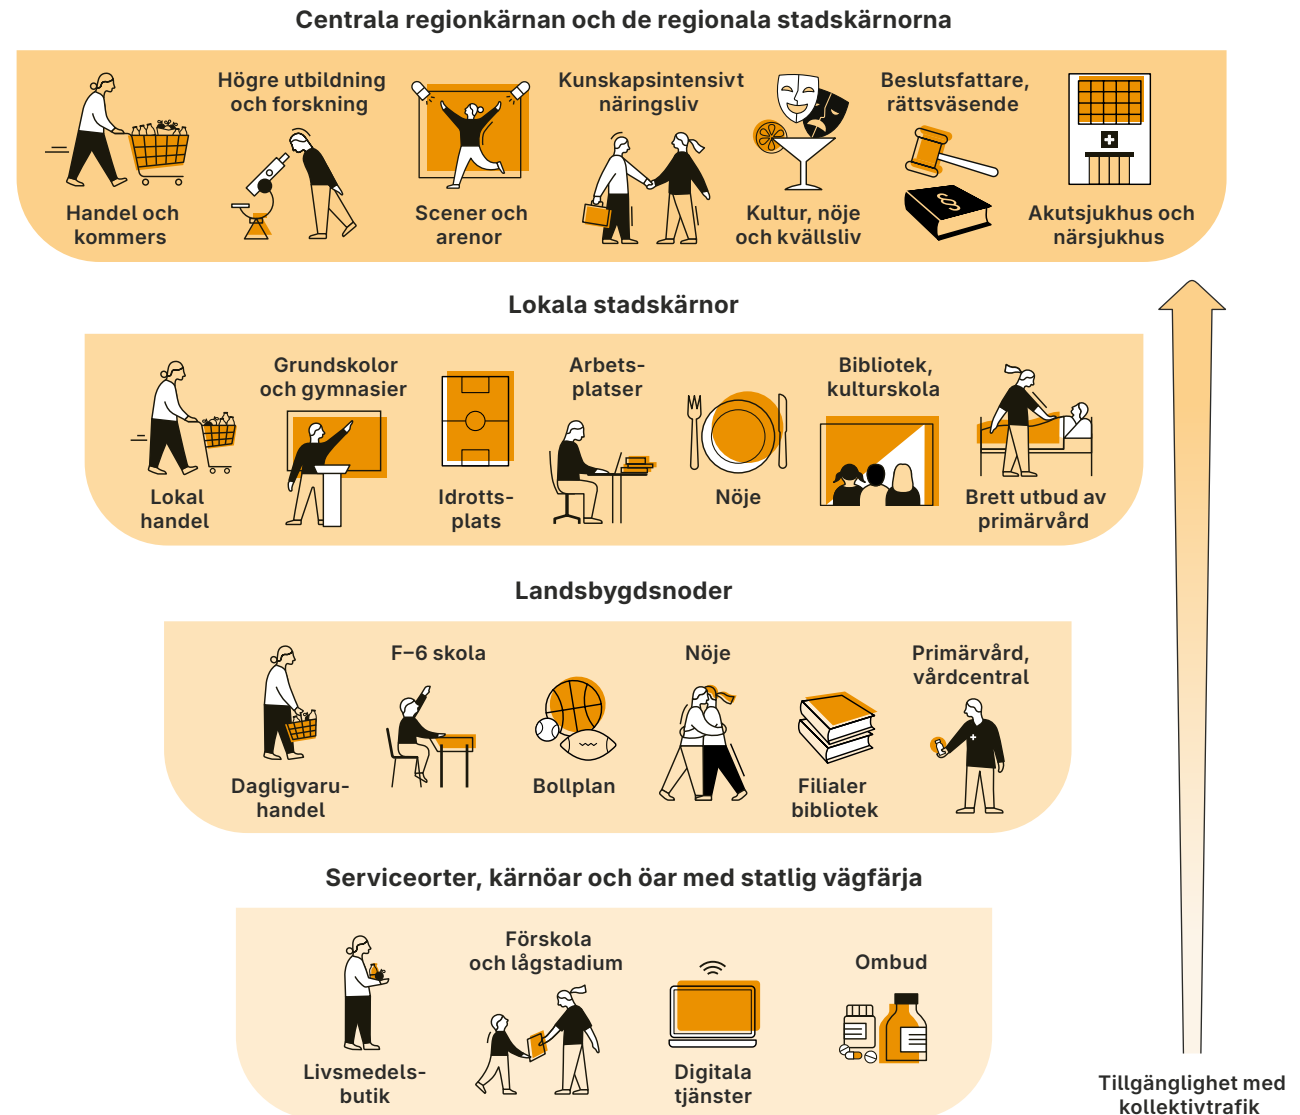 Centrala regionkärnan och de regionala stadskärnorna
Handel och
kommers
Högre utbildning
och forskning
Scener och
arenor
Kunskapsintensivt
näringsliv
Kultur, nöje
och kvällsliv
Beslutsfattare,
rättsväsende
§
Akutsjukhus och
närsjukhus
Lokala stadskärnor
Lokal
handel
Grundskolor
och gymnasier
Idrotts-
plats
Arbets-
platser
Nöje
Bibliotek,
kulturskola
Brett utbud av
primärvård
Landsbygdsnoder
Dagligvaru-
handel
F–6 skola
Bollplan
Nöje
Filialer
bibliotek
Primärvård,
vårdcentral
Serviceorter, kärnöar och öar med statlig vägfärja
Livsmedels-
butik
Förskola
och lågstadium
Digitala
tjänster
Ombud
Tillgänglighet med
kollektivtrafik